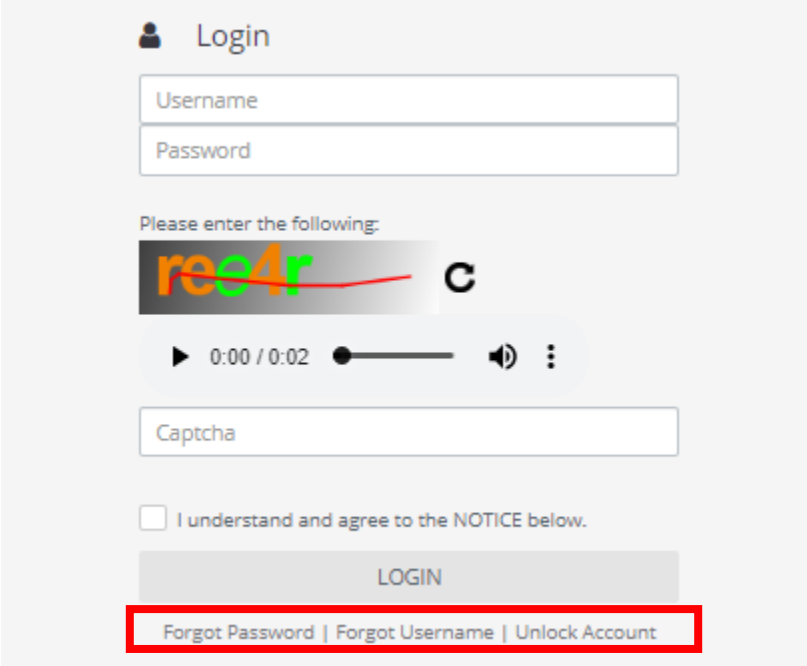 Login
Username
Password
Please enter the following:
ree4r
0:00 / 0:02
Captcha
I understand and agree to the NOTICE below.
LOGIN
Forgot Password | Forgot Username | Unlock Account